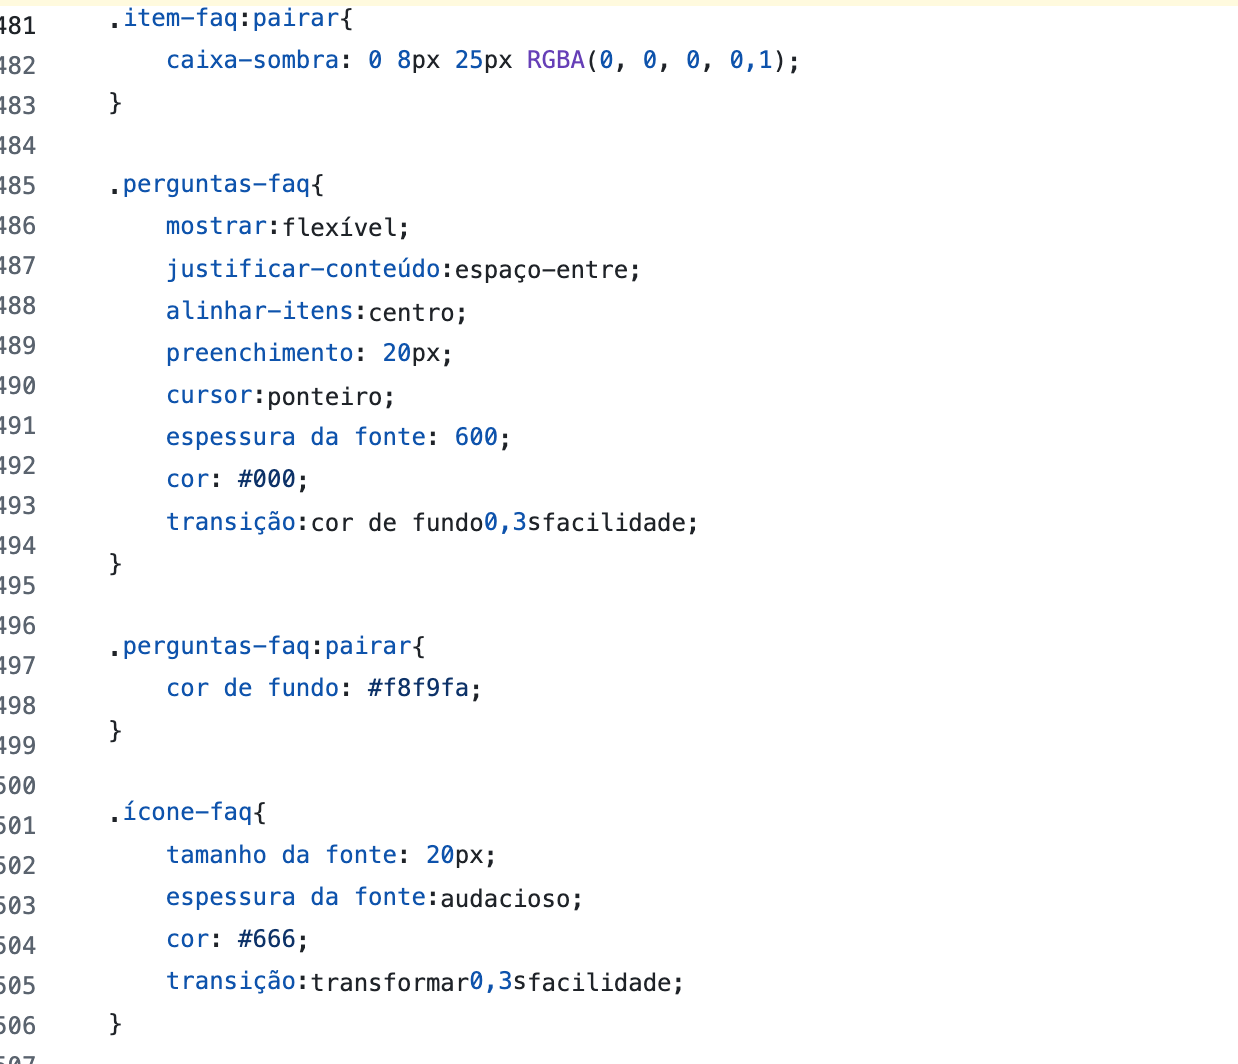 481 .item-faq:pairar{
482 caixa-sombra: 0 8px 25px RGBA(0, 0, 0, 0,1);
483 }
484
485 .perguntas-faq{
486 mostrar:flexível;
487 justificar-conteúdo:espaço-entre;
488 alinhar-itens:centro;
489 preenchimento: 20px;
490 cursor:ponteiro;
491 espessura da fonte: 600;
492 cor: #000;
493 transição:cor de fundo0,3sfacilidade;
494 }
495
496 .perguntas-faq:pairar{
497 cor de fundo: #f8f9fa;
498 }
499
500 .ícone-faq{
501 tamanho da fonte: 20px;
502 espessura da fonte:audacioso;
503 cor: #666;
504 transição:transformar0,3sfacilidade;
505 }
506
507